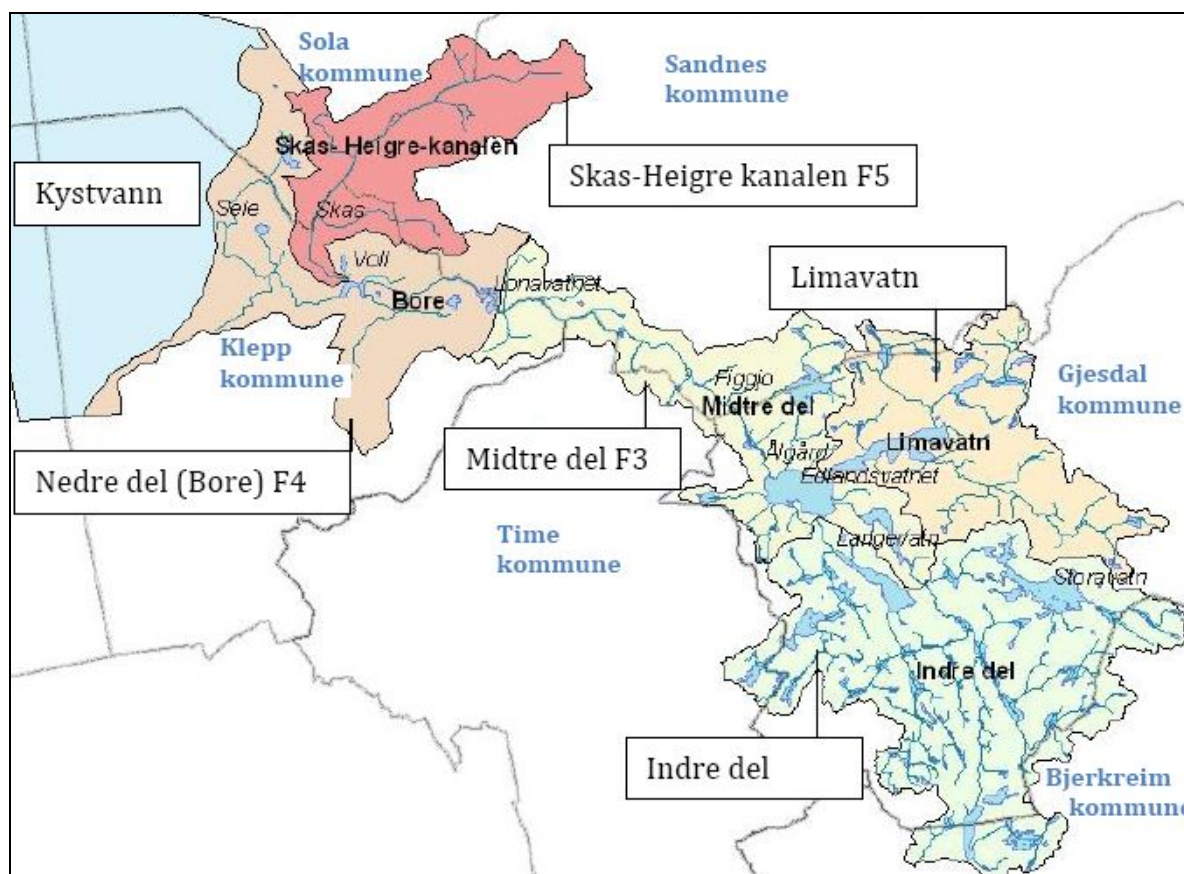 Sola
kommune
Sandnes
kommune
Skas- Heigre-kanalen
Skas-Heigre kanalen F5
Kystvann
Sele
Skas
Voll
Bore
Lonavatnet
Limavatn
Klepp
kommune
Figgjo
Midtre del
Gjesdal
kommune
Limavatn
Ålgård
Edlandsvatnet
Nedre del (Bore) F4
Midtre del F3
Time
kommune
Langevatn
Storavatn
Indre del
Indre del
Bjerkreim
kommune